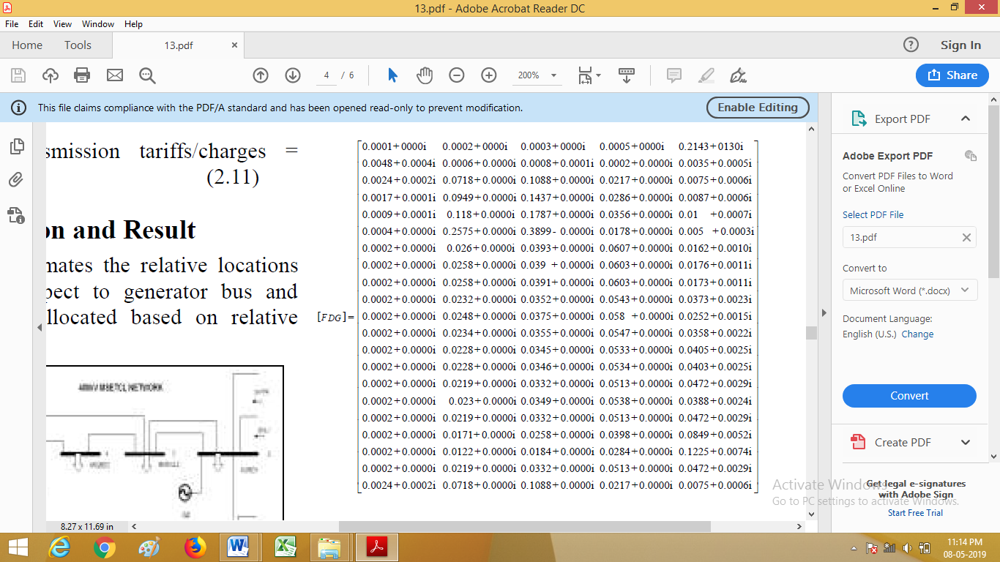 13.pdf - Adobe Acrobat Reader DC
File Edit View Window Help
Home Tools 13.pdf × Sign In
4 / 6 200% Share
This file claims compliance with the PDF/A standard and has been opened read-only to prevent modification. Enable Editing
smission tariffs/charges =
(2.11)
on and Result
mates the relative locations
pect to generator bus and
llocated based on relative
[FDG]=
0.0001+0000i 0.0002+0000i 0.0003+0000i 0.0005+0000i 0.2143+0130i
0.0048+0.0004i 0.0006+0.0000i 0.0008+0.0001i 0.0002+0.0000i 0.0035+0.0005i
0.0024+0.0002i 0.0718+0.0000i 0.1088+0.0000i 0.0217+0.0000i 0.0075+0.0006i
0.0017+0.0001i 0.0949+0.0000i 0.1437+0.0000i 0.0286+0.0000i 0.0087+0.0006i
0.0009+0.0001i 0.118+0.0000i 0.1787+0.0000i 0.0356+0.0000i 0.01 +0.0007i
0.0004+0.0000i 0.2575+0.0000i 0.3899- 0.0000i 0.0178+0.0000i 0.005 +0.0003i
0.0002+0.0000i 0.026+0.0000i 0.0393+0.0000i 0.0607+0.0000i 0.0162+0.0010i
0.0002+0.0000i 0.0258+0.0000i 0.039 +0.0000i 0.0603+0.0000i 0.0176+0.0011i
0.0002+0.0000i 0.0258+0.0000i 0.0391+0.0000i 0.0603+0.0000i 0.0173+0.0011i
0.0002+0.0000i 0.0232+0.0000i 0.0352+0.0000i 0.0543+0.0000i 0.0373+0.0023i
0.0002+0.0000i 0.0248+0.0000i 0.0375+0.0000i 0.058 +0.0000i 0.0252+0.0015i
0.0002+0.0000i 0.0234+0.0000i 0.0355+0.0000i 0.0547+0.0000i 0.0358+0.0022i
0.0002+0.0000i 0.0228+0.0000i 0.0345+0.0000i 0.0533+0.0000i 0.0405+0.0025i
0.0002+0.0000i 0.0228+0.0000i 0.0346+0.0000i 0.0534+0.0000i 0.0403+0.0025i
0.0002+0.0000i 0.0219+0.0000i 0.0332+0.0000i 0.0513+0.0000i 0.0472+0.0029i
0.0002+0.0000i 0.023+0.0000i 0.0349+0.0000i 0.0538+0.0000i 0.0388+0.0024i
0.0002+0.0000i 0.0219+0.0000i 0.0332+0.0000i 0.0513+0.0000i 0.0472+0.0029i
0.0002+0.0000i 0.0171+0.0000i 0.0258+0.0000i 0.0398+0.0000i 0.0849+0.0052i
0.0002+0.0000i 0.0122+0.0000i 0.0184+0.0000i 0.0284+0.0000i 0.1225+0.0074i
0.0002+0.0000i 0.0219+0.0000i 0.0332+0.0000i 0.0513+0.0000i 0.0472+0.0029i
0.0024+0.0002i 0.0718+0.0000i 0.1088+0.0000i 0.0217+0.0000i 0.0075+0.0006i
NETWORK
8.27 x 11.69 in
Export PDF
Adobe Export PDF
Convert PDF Files to Word
or Excel Online
Select PDF File
13.pdf
Convert to
Microsoft Word (*.docx)
Document Language:
English (U.S.) Change
Convert
Create PDF
Activate Windows
Go to PC settings to activate Windows.
Get legal e-signatures
with Adobe Sign
Start Free Trial
11:14 PM
08-05-2019